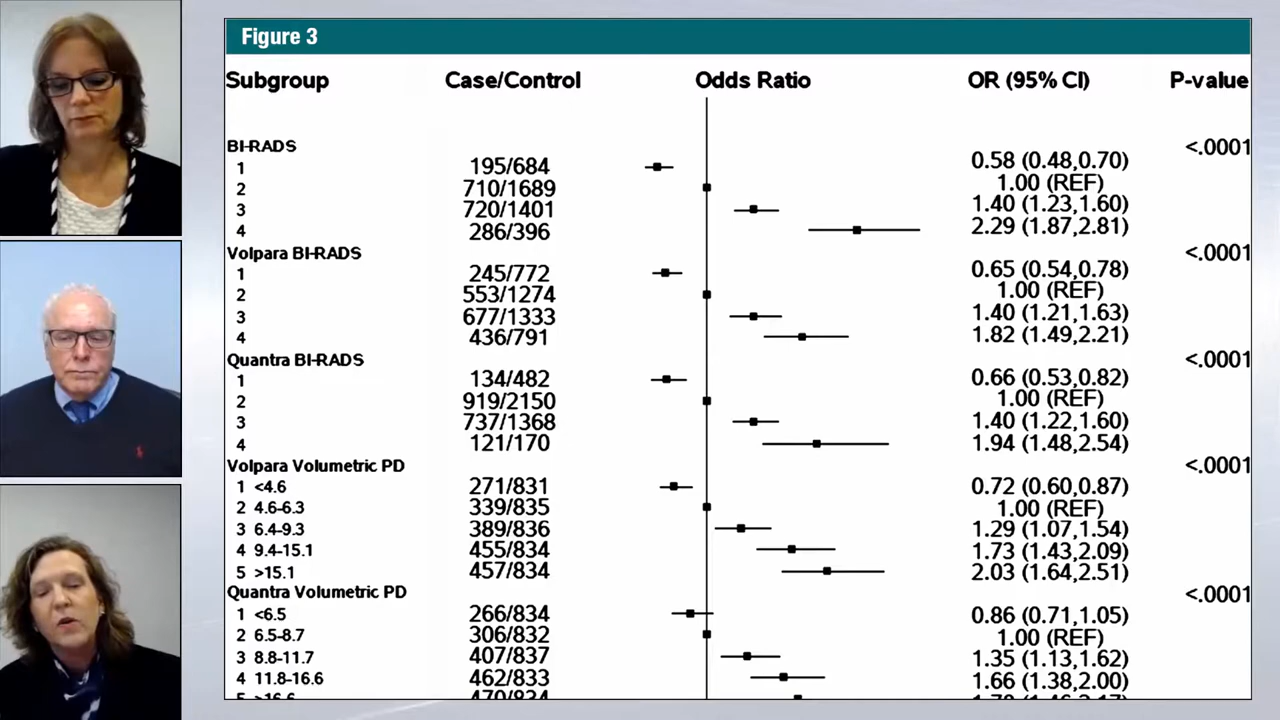 Figure 3
Subgroup Case/Control Odds Ratio OR (95% CI) P-value
BI-RADS <.0001
1 195/684 0.58 (0.48,0.70)
2 710/1689 1.00 (REF)
3 720/1401 1.40 (1.23,1.60)
4 286/396 2.29 (1.87,2.81)
Volpara BI-RADS <.0001
1 245/772 0.65 (0.54,0.78)
2 553/1274 1.00 (REF)
3 677/1333 1.40 (1.21,1.63)
4 436/791 1.82 (1.49,2.21)
Quantra BI-RADS <.0001
1 134/482 0.66 (0.53,0.82)
2 919/2150 1.00 (REF)
3 737/1368 1.40 (1.22,1.60)
4 121/170 1.94 (1.48,2.54)
Volpara Volumetric PD <.0001
1 <4.6 271/831 0.72 (0.60,0.87)
2 4.6-6.3 339/835 1.00 (REF)
3 6.4-9.3 389/836 1.29 (1.07,1.54)
4 9.4-15.1 455/834 1.73 (1.43,2.09)
5 >15.1 457/834 2.03 (1.64,2.51)
Quantra Volumetric PD <.0001
1 <6.5 266/834 0.86 (0.71,1.05)
2 6.5-8.7 306/832 1.00 (REF)
3 8.8-11.7 407/837 1.35 (1.13,1.62)
4 11.8-16.6 462/833 1.66 (1.38,2.00)